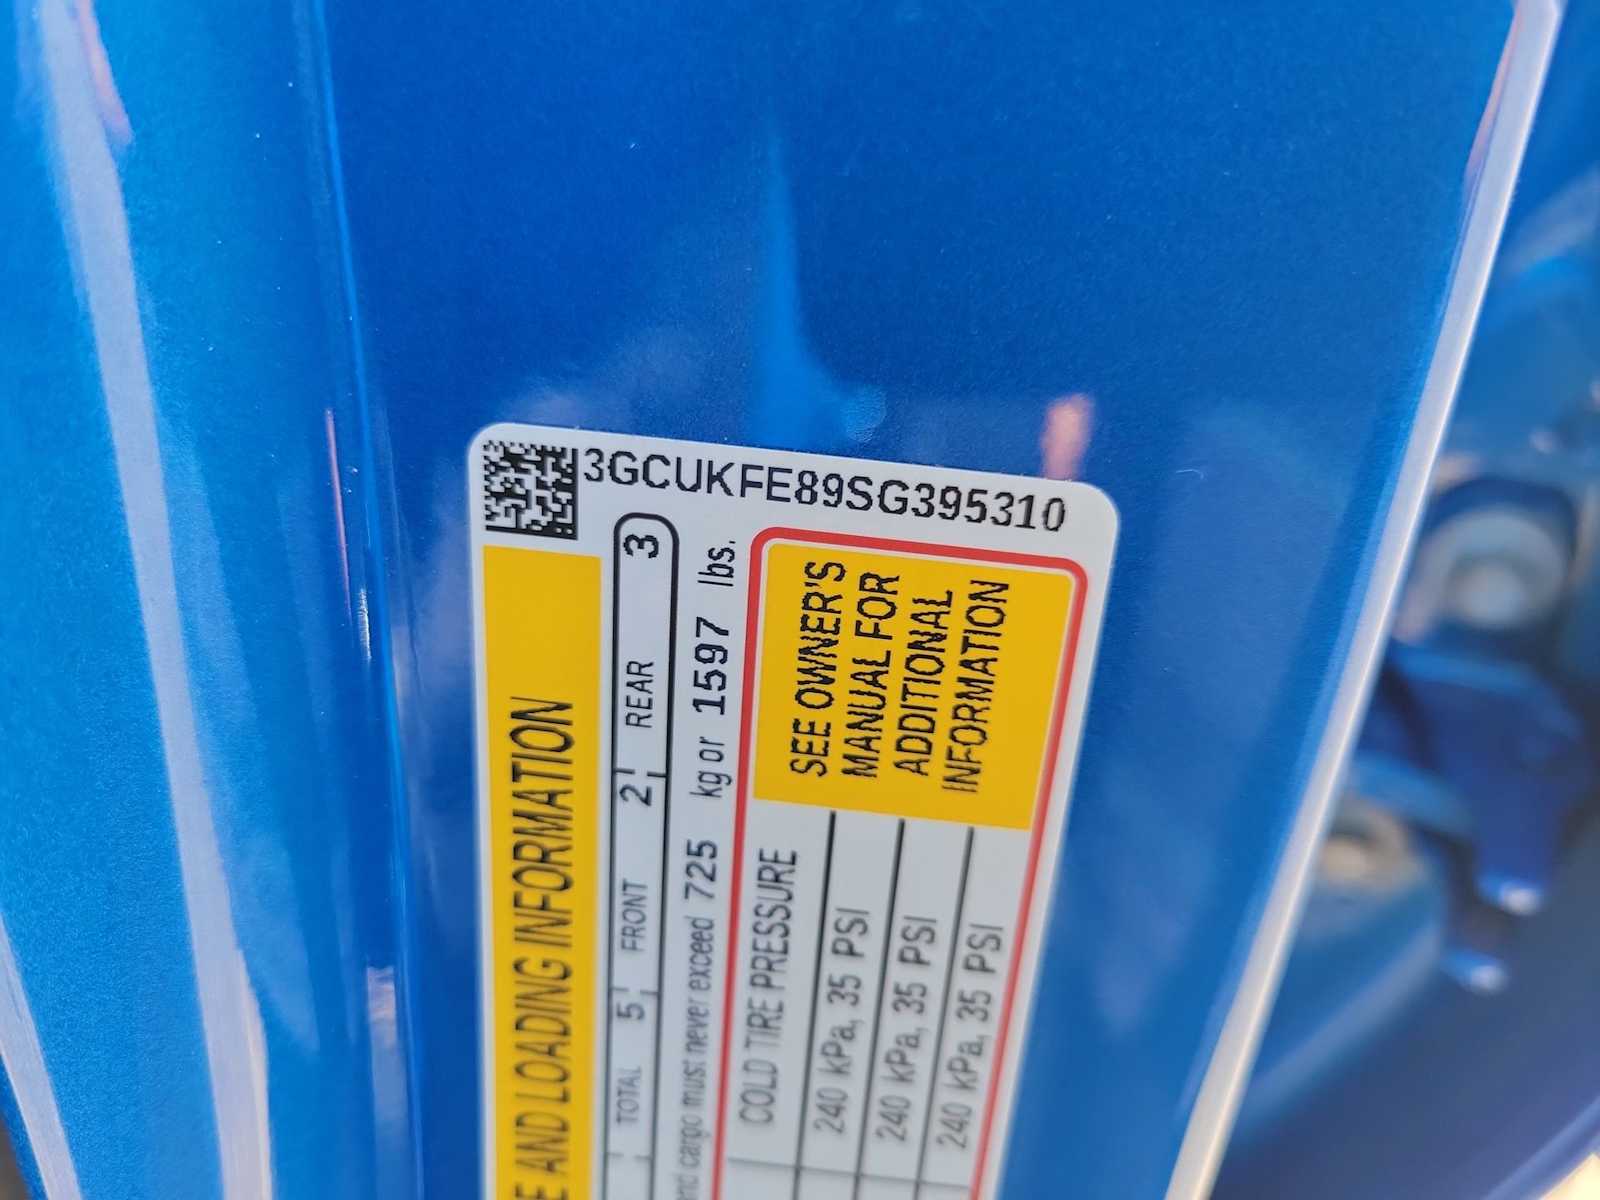 3GCUKFE89SG395310
E AND LOADING INFORMATION
TOTAL 5 FRONT 2 REAR 3
and cargo must never exceed 725 kg or 1597 lbs.
COLD TIRE PRESSURE
240 kPa, 35 PSI
240 kPa, 35 PSI
240 kPa, 35 PSI
SEE OWNER'S
MANUAL FOR
ADDITIONAL
INFORMATION